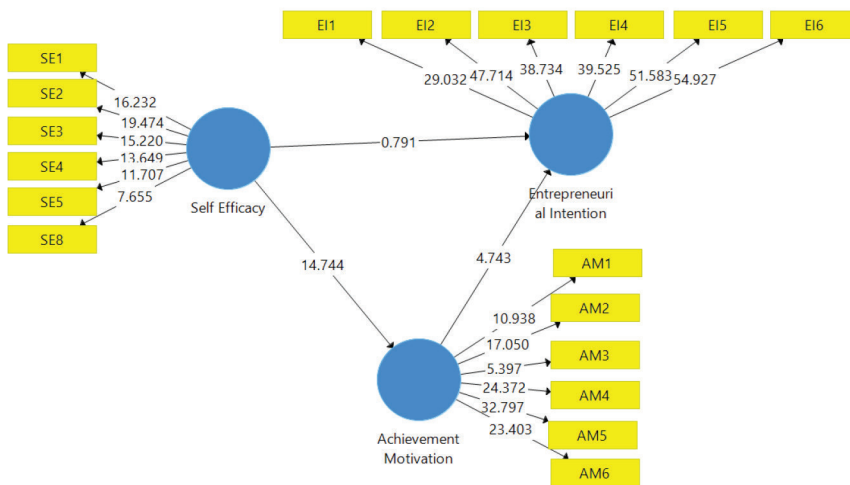 EI1
EI2
EI3
EI4
EI5
EI6
29.032
47.714
38.734
39.525
51.583
54.927
SE1
SE2
SE3
SE4
SE5
SE8
16.232
19.474
15.220
13.649
11.707
7.655
Self Efficacy
0.791
Entrepreneuri
al Intention
14.744
4.743
Achievement
Motivation
10.938
17.050
5.397
24.372
32.797
23.403
AM1
AM2
AM3
AM4
AM5
AM6